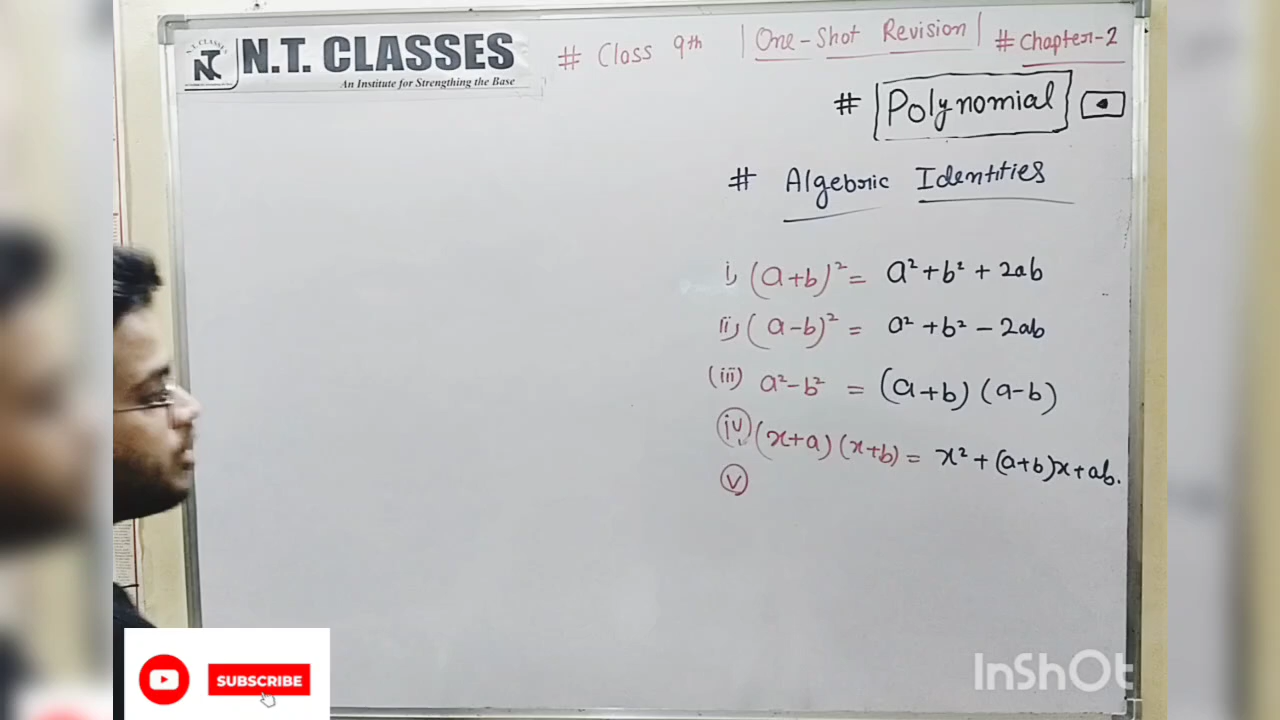 N.T. CLASSES
N.T. CLASSES
An Institute for Strengthing the Base
# Class 9th | One-Shot Revision | # Chapter-2
# Polynomial
# Algebric Identities
i, (a+b)² = a² + b² + 2ab
ii, (a-b)² = a² + b² - 2ab
(iii) a²-b² = (a+b) (a-b)
iv, (x+a) (x+b) = x² + (a+b)x + ab.
v
SUBSCRIBE
InShOt